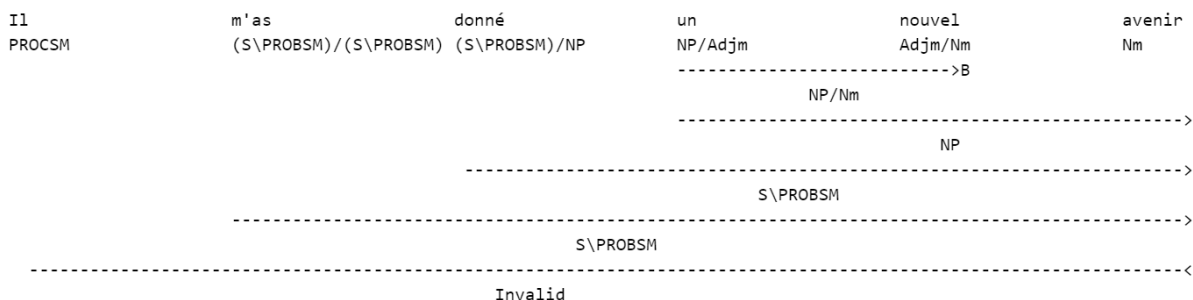 Il m'as donné un nouvel avenir
PROCSM (S\PROBSM)/(S\PROBSM) (S\PROBSM)/NP NP/Adjm Adjm/Nm Nm
--------------------------->B
NP/Nm
-------------------------------------------------->
NP
----------------------------------------------------------------------->
S\PROBSM
---------------------------------------------------------------------------------------------->
S\PROBSM
------------------------------------------------------------------------------------------------------------------<
Invalid